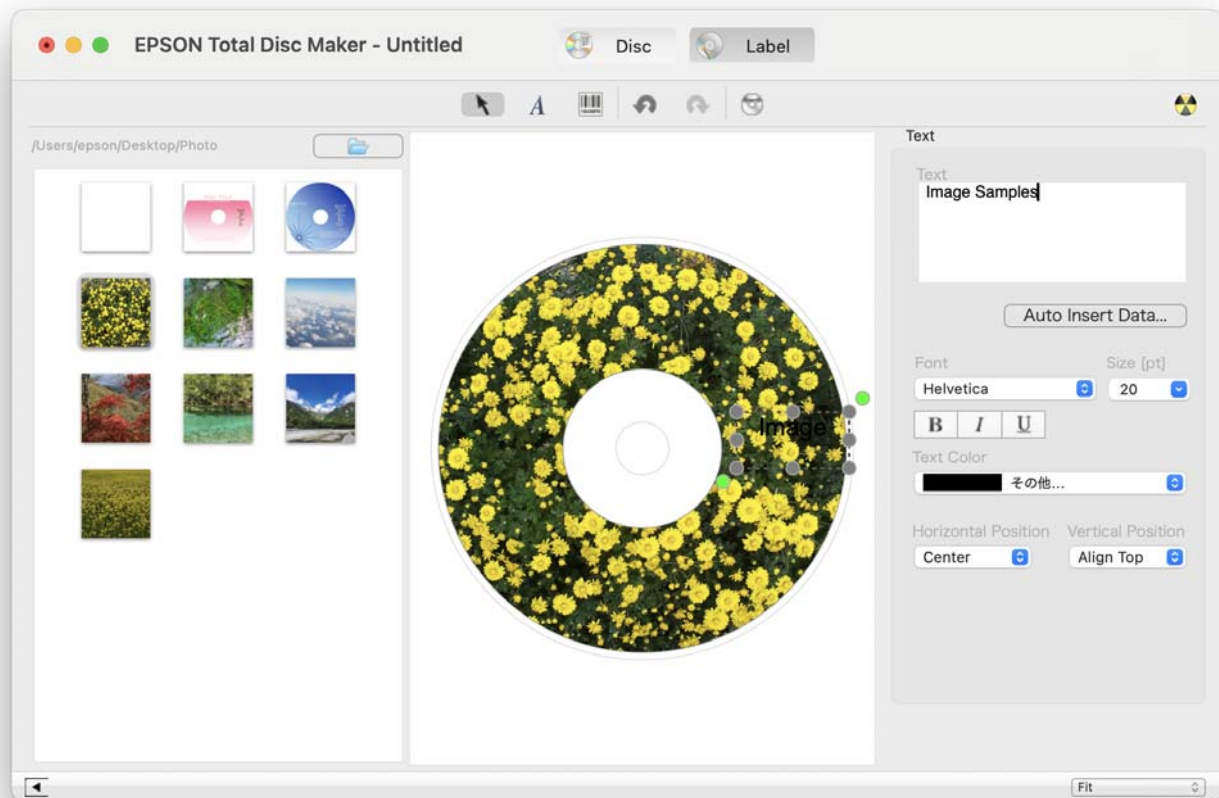 EPSON Total Disc Maker - Untitled
Disc
Label
A
/Users/epson/Desktop/Photo
Text
Text
Image Samples
Auto Insert Data...
Font
Size [pt]
Helvetica
20
B I U
Text Color
その他...
Horizontal Position
Vertical Position
Center
Align Top
Image
Fit